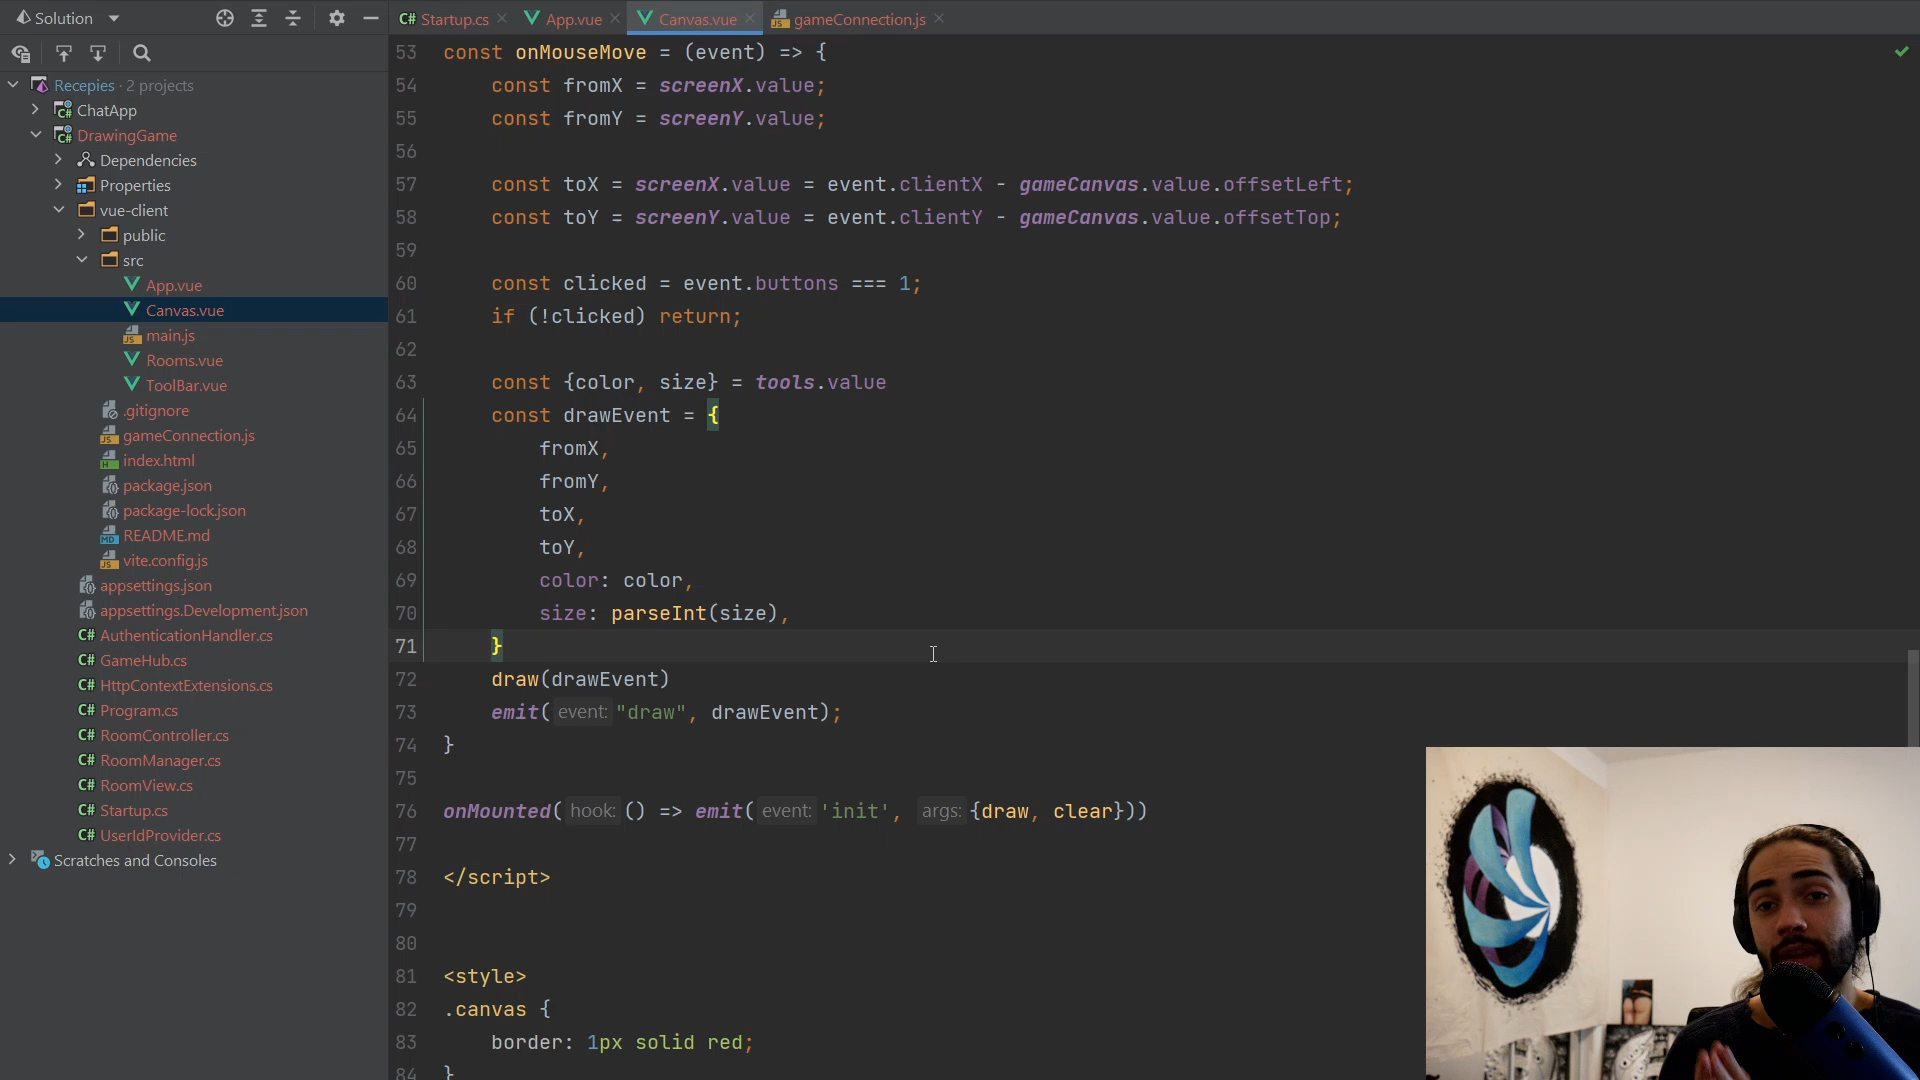 Solution
Recepies · 2 projects
ChatApp
DrawingGame
Dependencies
Properties
vue-client
public
src
App.vue
Canvas.vue
main.js
Rooms.vue
ToolBar.vue
.gitignore
gameConnection.js
index.html
package.json
package-lock.json
README.md
vite.config.js
appsettings.json
appsettings.Development.json
C# AuthenticationHandler.cs
C# GameHub.cs
C# HttpContextExtensions.cs
C# Program.cs
C# RoomController.cs
C# RoomManager.cs
C# RoomView.cs
C# Startup.cs
C# UserIdProvider.cs
Scratches and Consoles
C# Startup.cs App.vue Canvas.vue gameConnection.js
53 const onMouseMove = (event) => {
54 const fromX = screenX.value;
55 const fromY = screenY.value;
56
57 const toX = screenX.value = event.clientX - gameCanvas.value.offsetLeft;
58 const toY = screenY.value = event.clientY - gameCanvas.value.offsetTop;
59
60 const clicked = event.buttons === 1;
61 if (!clicked) return;
62
63 const {color, size} = tools.value
64 const drawEvent = {
65 fromX,
66 fromY,
67 toX,
68 toY,
69 color: color,
70 size: parseInt(size),
71 }
72 draw(drawEvent)
73 emit( event: "draw", drawEvent);
74 }
75
76 onMounted( hook: () => emit( event: 'init', args: {draw, clear}))
77
78 </script>
79
80
81 <style>
82 .canvas {
83 border: 1px solid red;
84 }